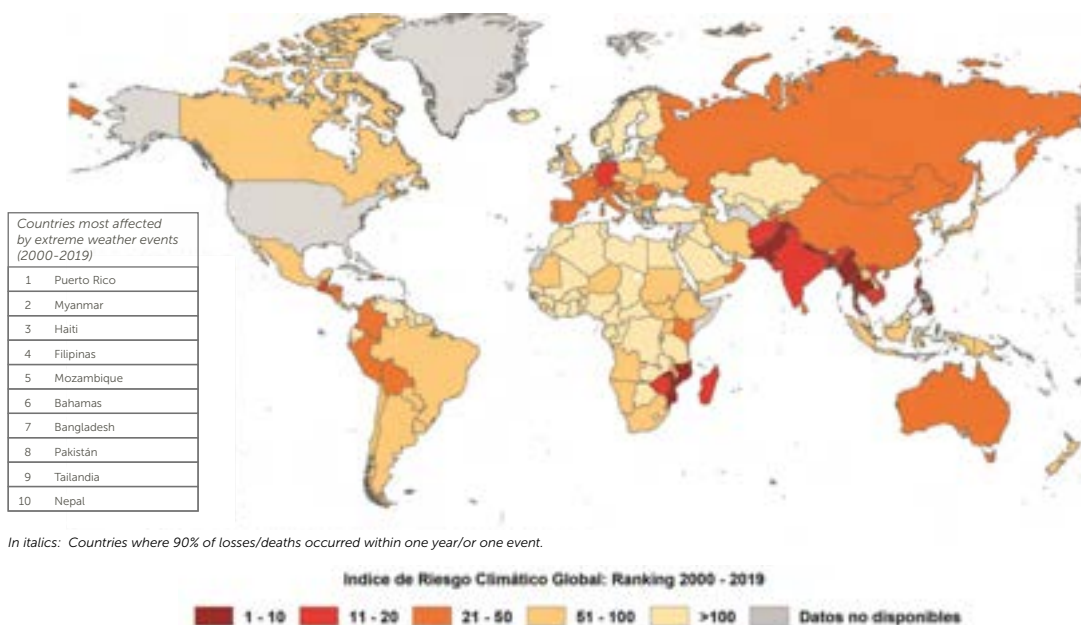 Countries most affected
by extreme weather events
(2000-2019)
1 Puerto Rico
2 Myanmar
3 Haiti
4 Filipinas
5 Mozambique
6 Bahamas
7 Bangladesh
8 Pakistán
9 Tailandia
10 Nepal
In italics: Countries where 90% of losses/deaths occurred within one year/or one event.
Indice de Riesgo Climático Global: Ranking 2000 - 2019
1 - 10 11 - 20 21 - 50 51 - 100 >100 Datos no disponibles